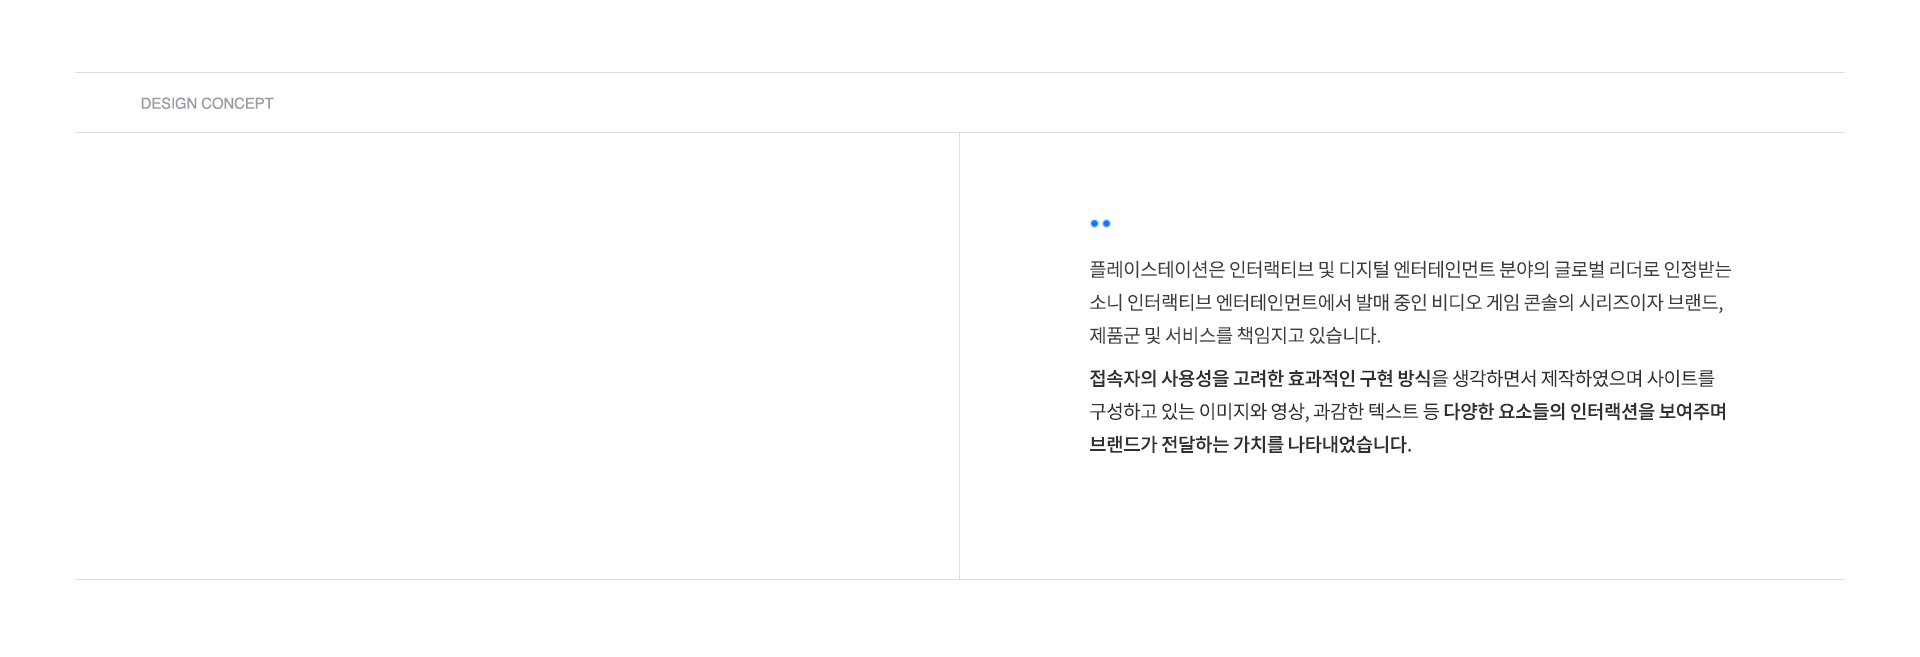 DESIGN CONCEPT
플레이스테이션은 인터랙티브 및 디지털 엔터테인먼트 분야의 글로벌 리더로 인정받는
소니 인터랙티브 엔터테인먼트에서 발매 중인 비디오 게임 콘솔의 시리즈이자 브랜드,
제품군 및 서비스를 책임지고 있습니다.
접속자의 사용성을 고려한 효과적인 구현 방식을 생각하면서 제작하였으며 사이트를
구성하고 있는 이미지와 영상, 과감한 텍스트 등 다양한 요소들의 인터랙션을 보여주며
브랜드가 전달하는 가치를 나타내었습니다.